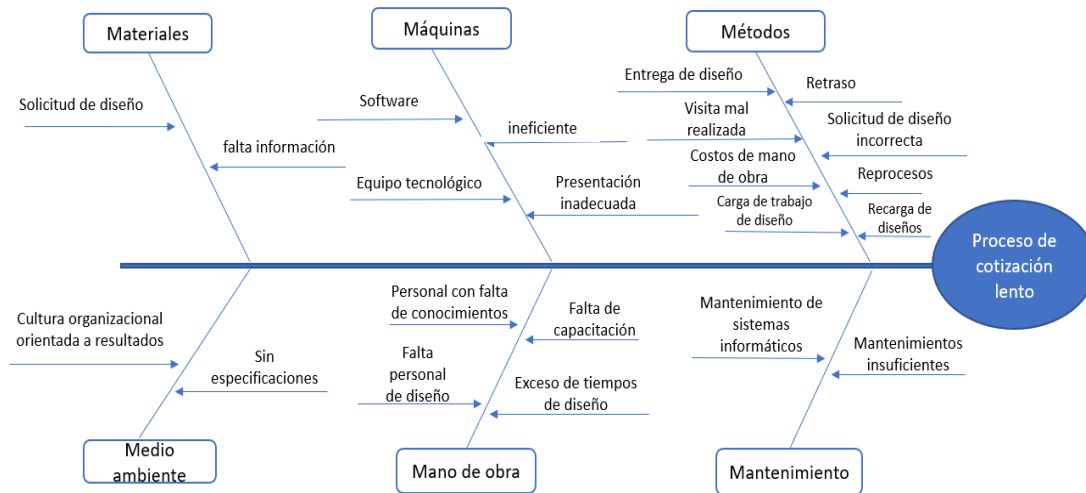 Materiales
Máquinas
Métodos
Solicitud de diseño
falta información
Software
ineficiente
Equipo tecnológico
Presentación
inadecuada
Entrega de diseño
Retraso
Visita mal
realizada
Solicitud de diseño
incorrecta
Costos de mano
de obra
Reprocesos
Carga de trabajo
de diseño
Recarga de
diseños
Proceso de
cotización
lento
Cultura organizacional
orientada a resultados
Sin
especificaciones
Personal con falta
de conocimientos
Falta de
capacitación
Falta
personal
de diseño
Exceso de tiempos
de diseño
Mantenimiento de
sistemas
informáticos
Mantenimientos
insuficientes
Medio
ambiente
Mano de obra
Mantenimiento